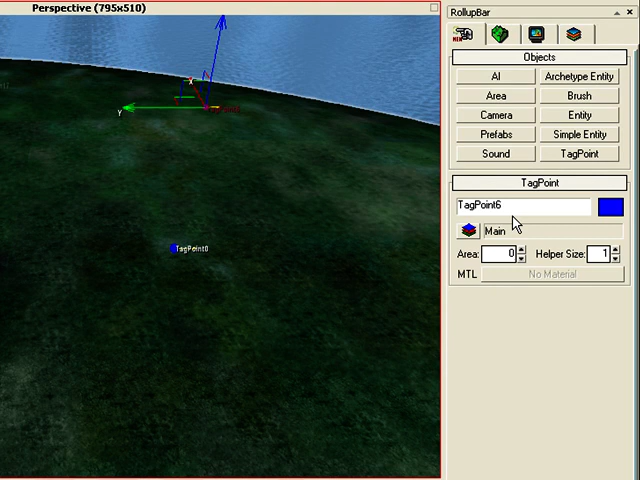 Perspective (795x510)
RollupBar
Objects
AI Archetype Entity
Area Brush
Camera Entity
Prefabs Simple Entity
Sound TagPoint
TagPoint
TagPoint6
Main
Area: 0 Helper Size: 1
MTL No Material
X
Y
TagPoint0